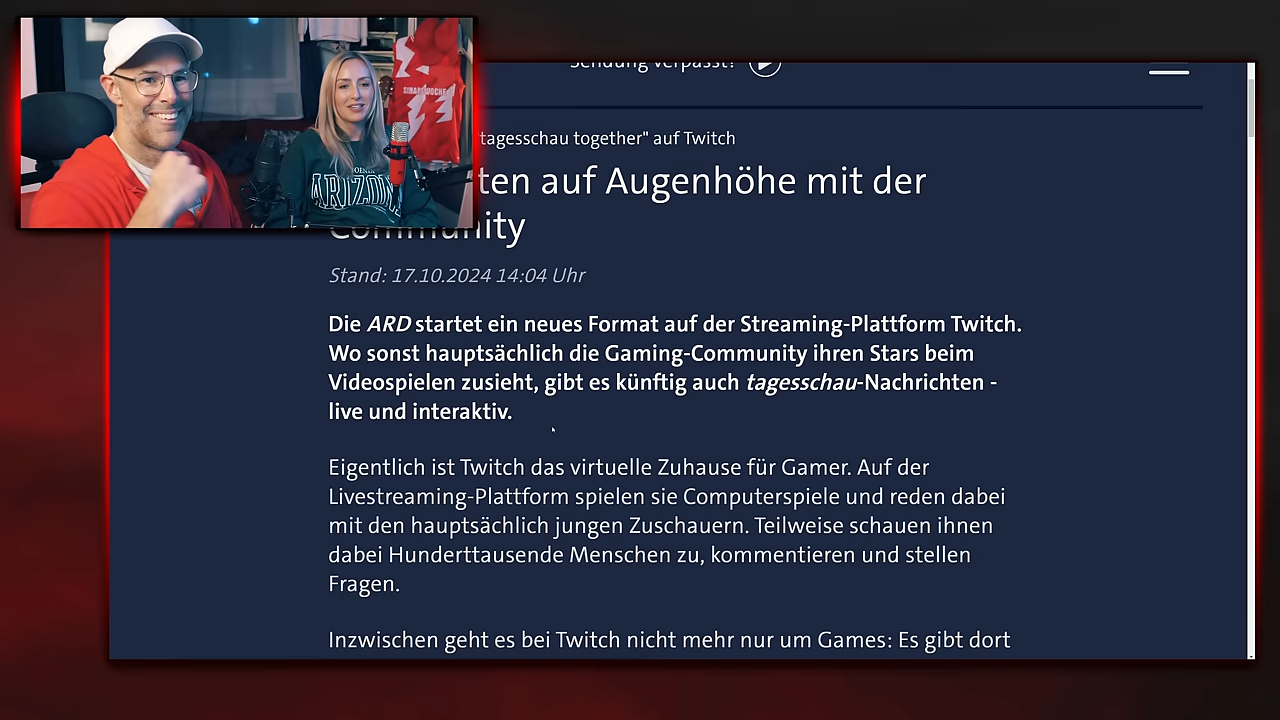 Sendung verpasst?
tagesschau together" auf Twitch
ten auf Augenhöhe mit der
Community
Stand: 17.10.2024 14:04 Uhr
Die ARD startet ein neues Format auf der Streaming-Plattform Twitch.
Wo sonst hauptsächlich die Gaming-Community ihren Stars beim
Videospielen zusieht, gibt es künftig auch tagesschau-Nachrichten -
live und interaktiv.
Eigentlich ist Twitch das virtuelle Zuhause für Gamer. Auf der
Livestreaming-Plattform spielen sie Computerspiele und reden dabei
mit den hauptsächlich jungen Zuschauern. Teilweise schauen ihnen
dabei Hunderttausende Menschen zu, kommentieren und stellen
Fragen.
Inzwischen geht es bei Twitch nicht mehr nur um Games: Es gibt dort
ARIZONA